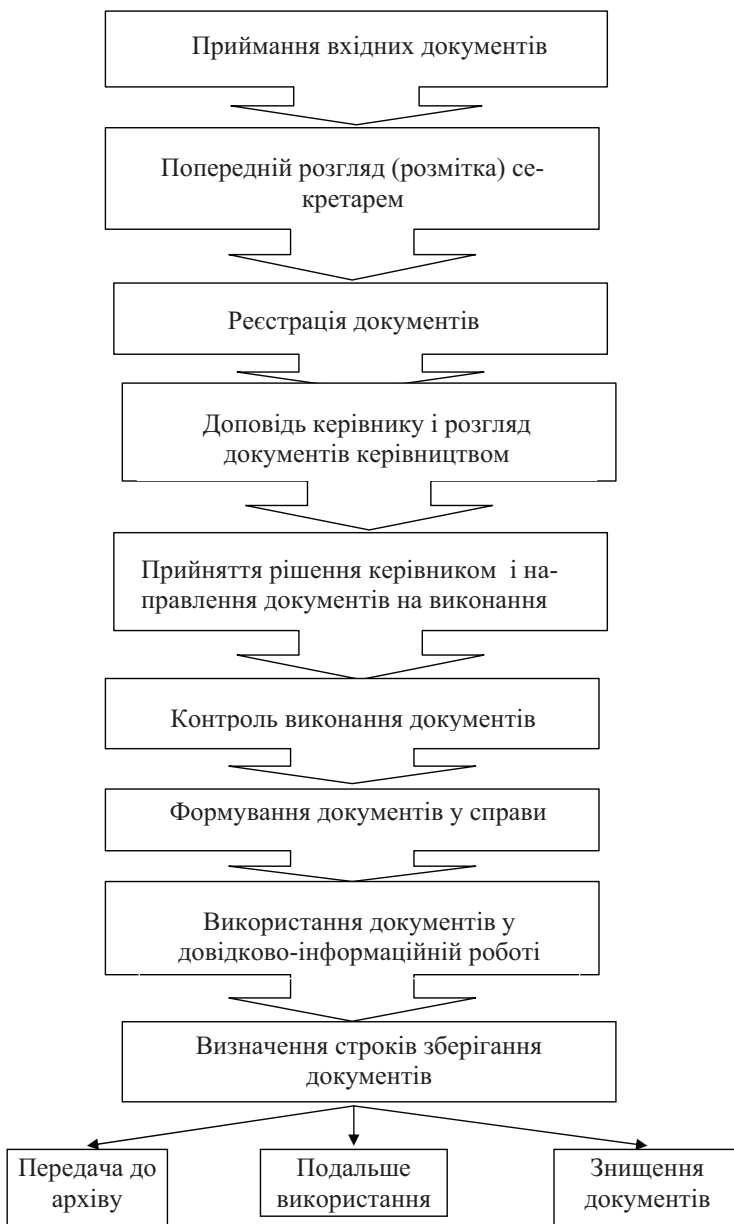 Приймання вхідних документів
Попередній розгляд (розмітка) се-
кретарем
Реєстрація документів
Доповідь керівнику і розгляд
документів керівництвом
Прийняття рішення керівником і на-
правлення документів на виконання
Контроль виконання документів
Формування документів у справи
Використання документів у
довідково-інформаційній роботі
Визначення строків зберігання
документів
Передача до
архіву
Подальше
використання
Знищення
документів